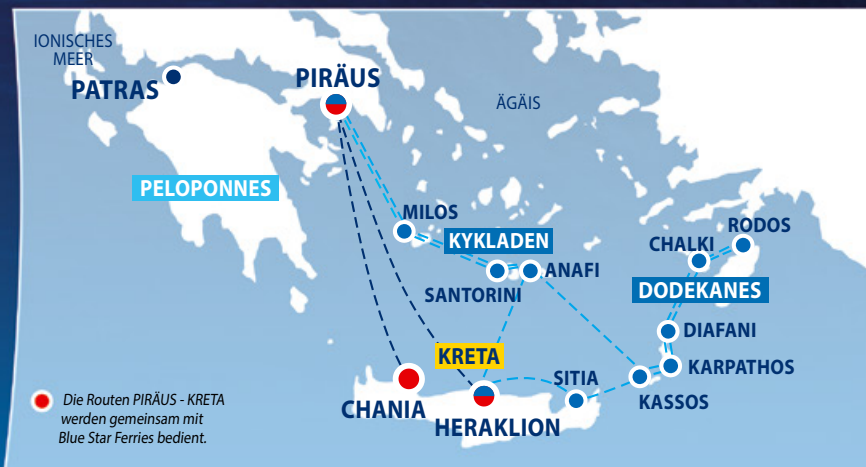 IONISCHES
MEER
PATRAS
PIRÄUS
ÄGÄIS
PELOPONNES
MILOS
KYKLADEN
RODOS
CHALKI
ANAFI
SANTORINI
DODEKANES
DIAFANI
KRETA
KARPATHOS
SITIA
KASSOS
CHANIA
HERAKLION
Die Routen PIRÄUS - KRETA
werden gemeinsam mit
Blue Star Ferries bedient.